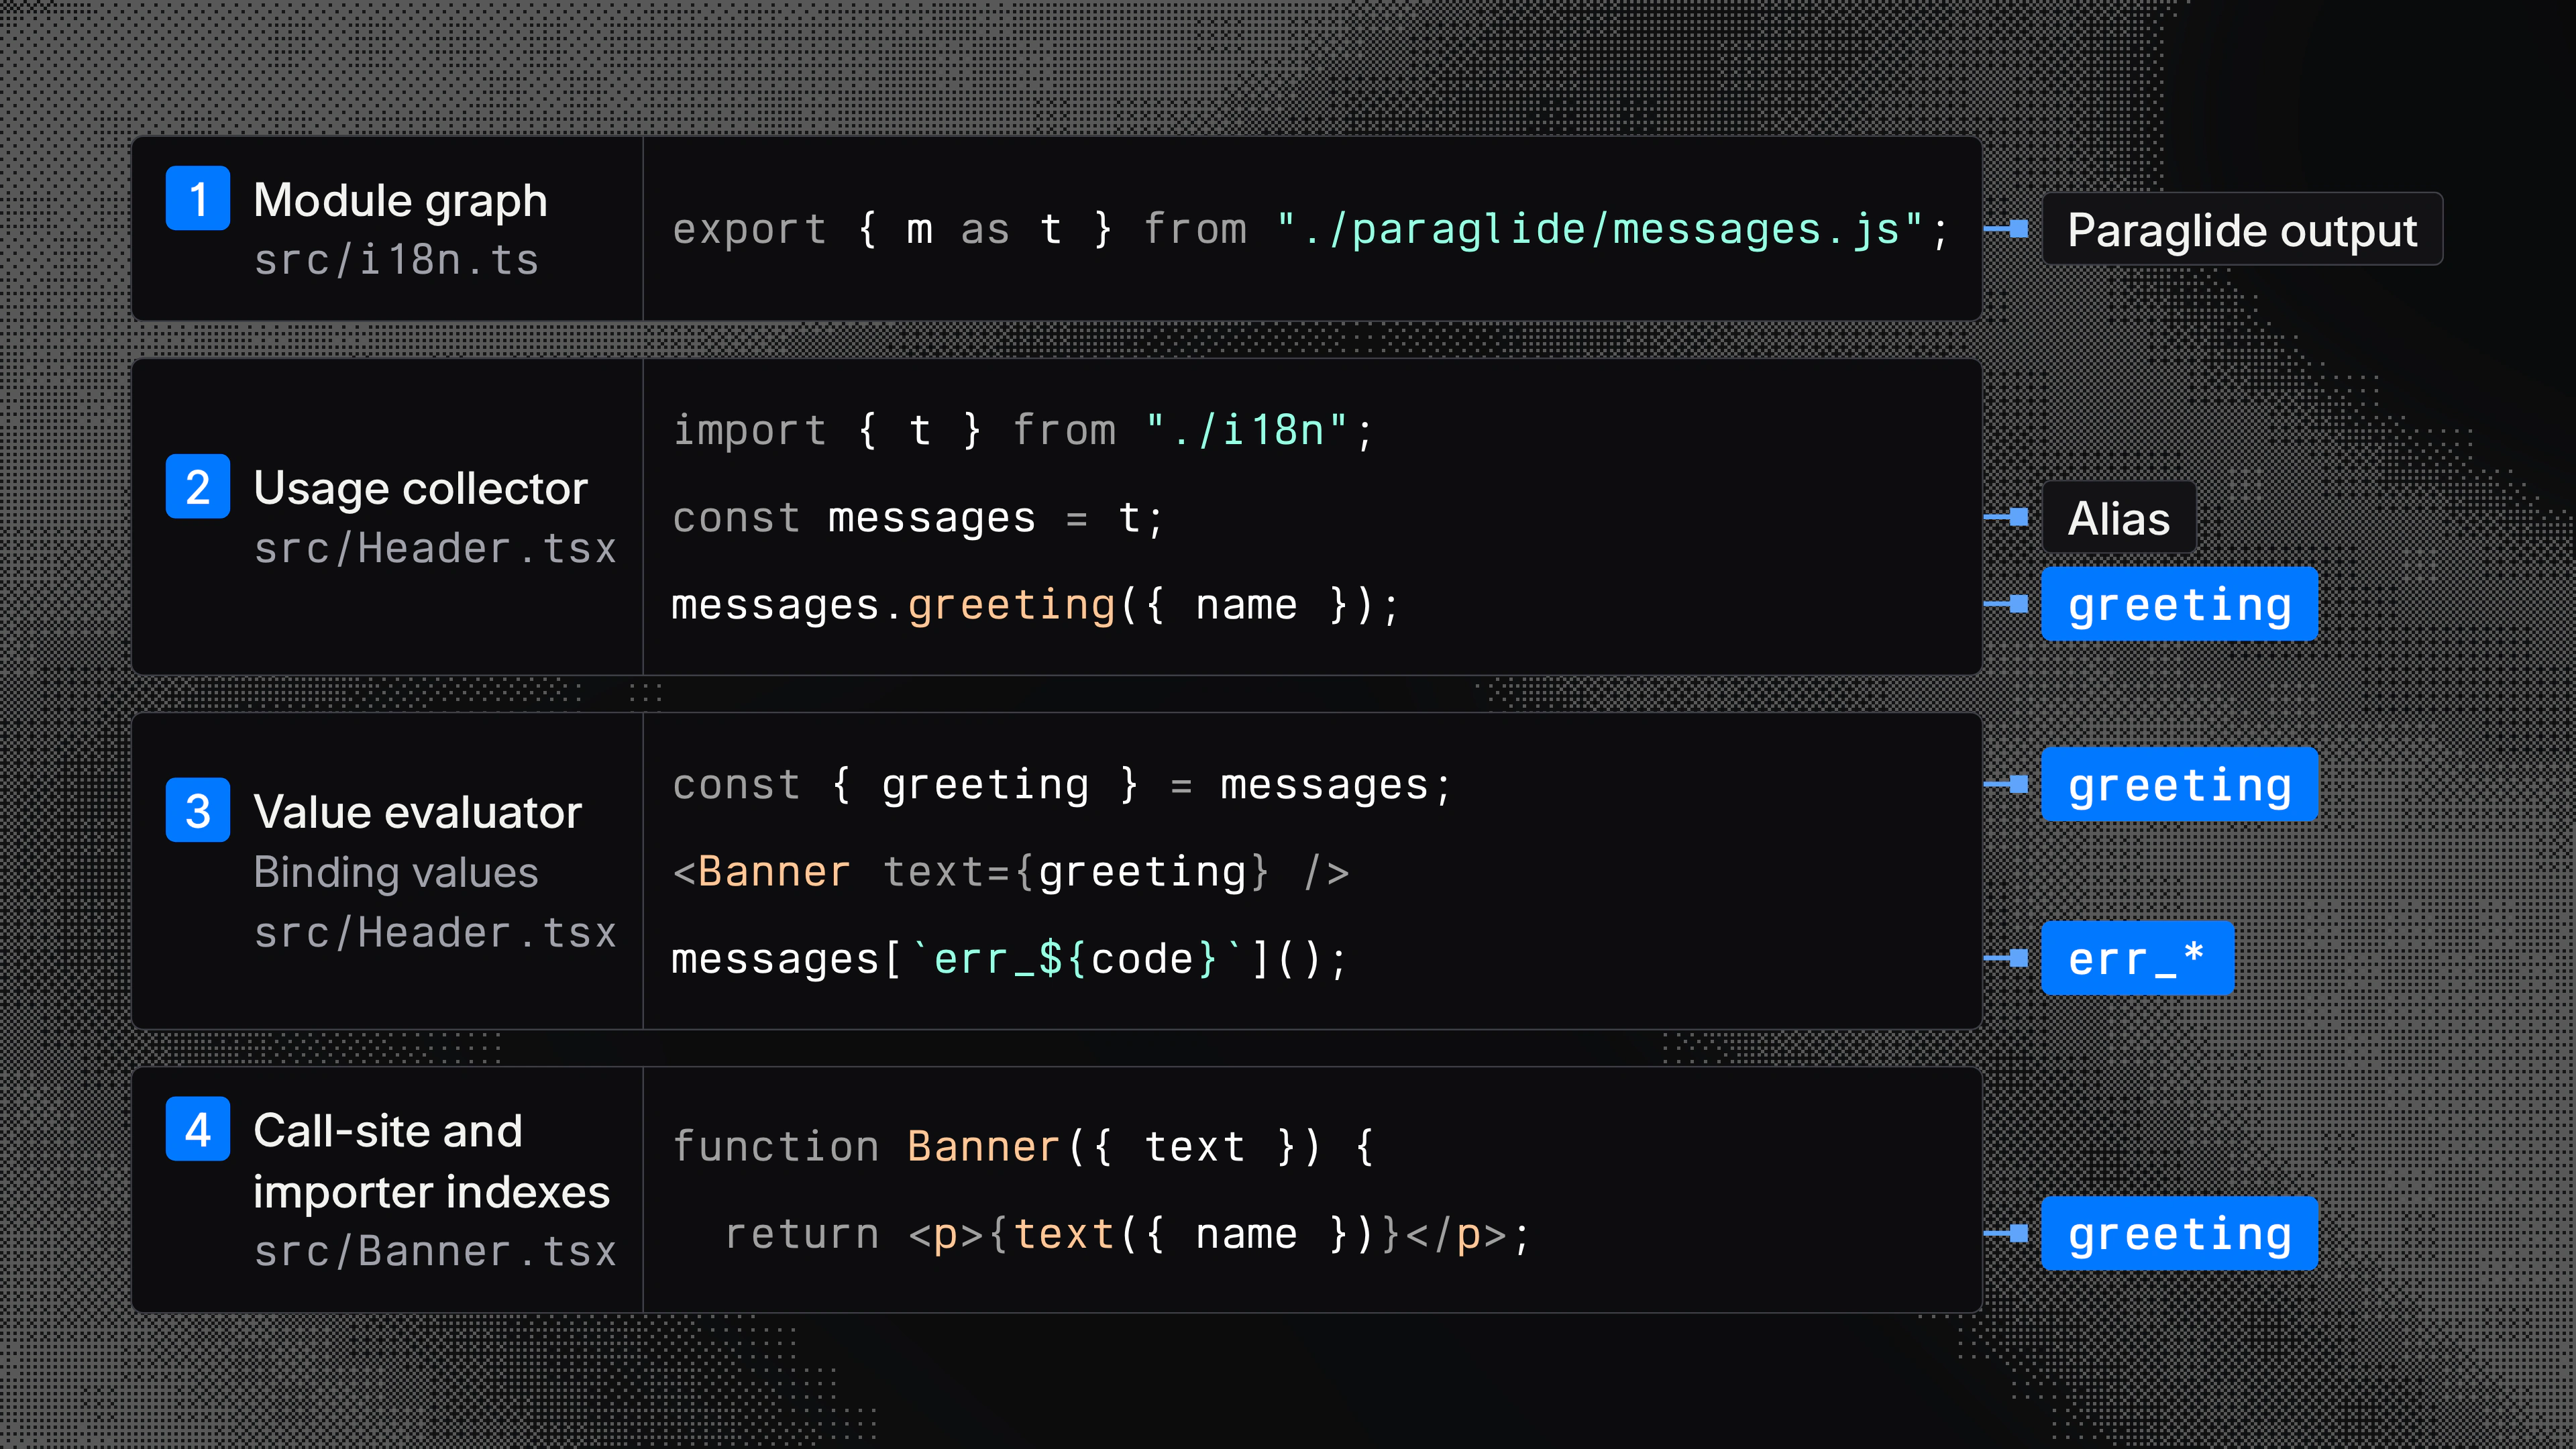 1 Module graph
src/i18n.ts
export { m as t } from "./paraglide/messages.js";
Paraglide output
2 Usage collector
src/Header.tsx
import { t } from "./i18n";
const messages = t;
Alias
messages.greeting({ name });
greeting
3 Value evaluator
Binding values
src/Header.tsx
const { greeting } = messages;
greeting
<Banner text={greeting} />
messages[`err_${code}`]();
err_*
4 Call-site and
importer indexes
src/Banner.tsx
function Banner({ text }) {
return <p>{text({ name })}</p>;
greeting